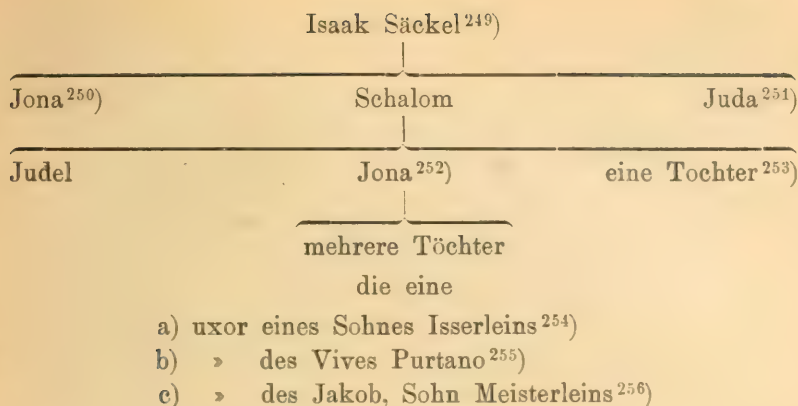 Isaak Säckel²⁴⁹)
Jona²⁵⁰) Schalom Juda²⁵¹)
Judel Jona²⁵²) eine Tochter²⁵³)
mehrere Töchter
die eine
a) uxor eines Sohnes Isserleins²⁵⁴)
b) » des Vives Purtano²⁵⁵)
c) » des Jakob, Sohn Meisterleins²⁵⁶)